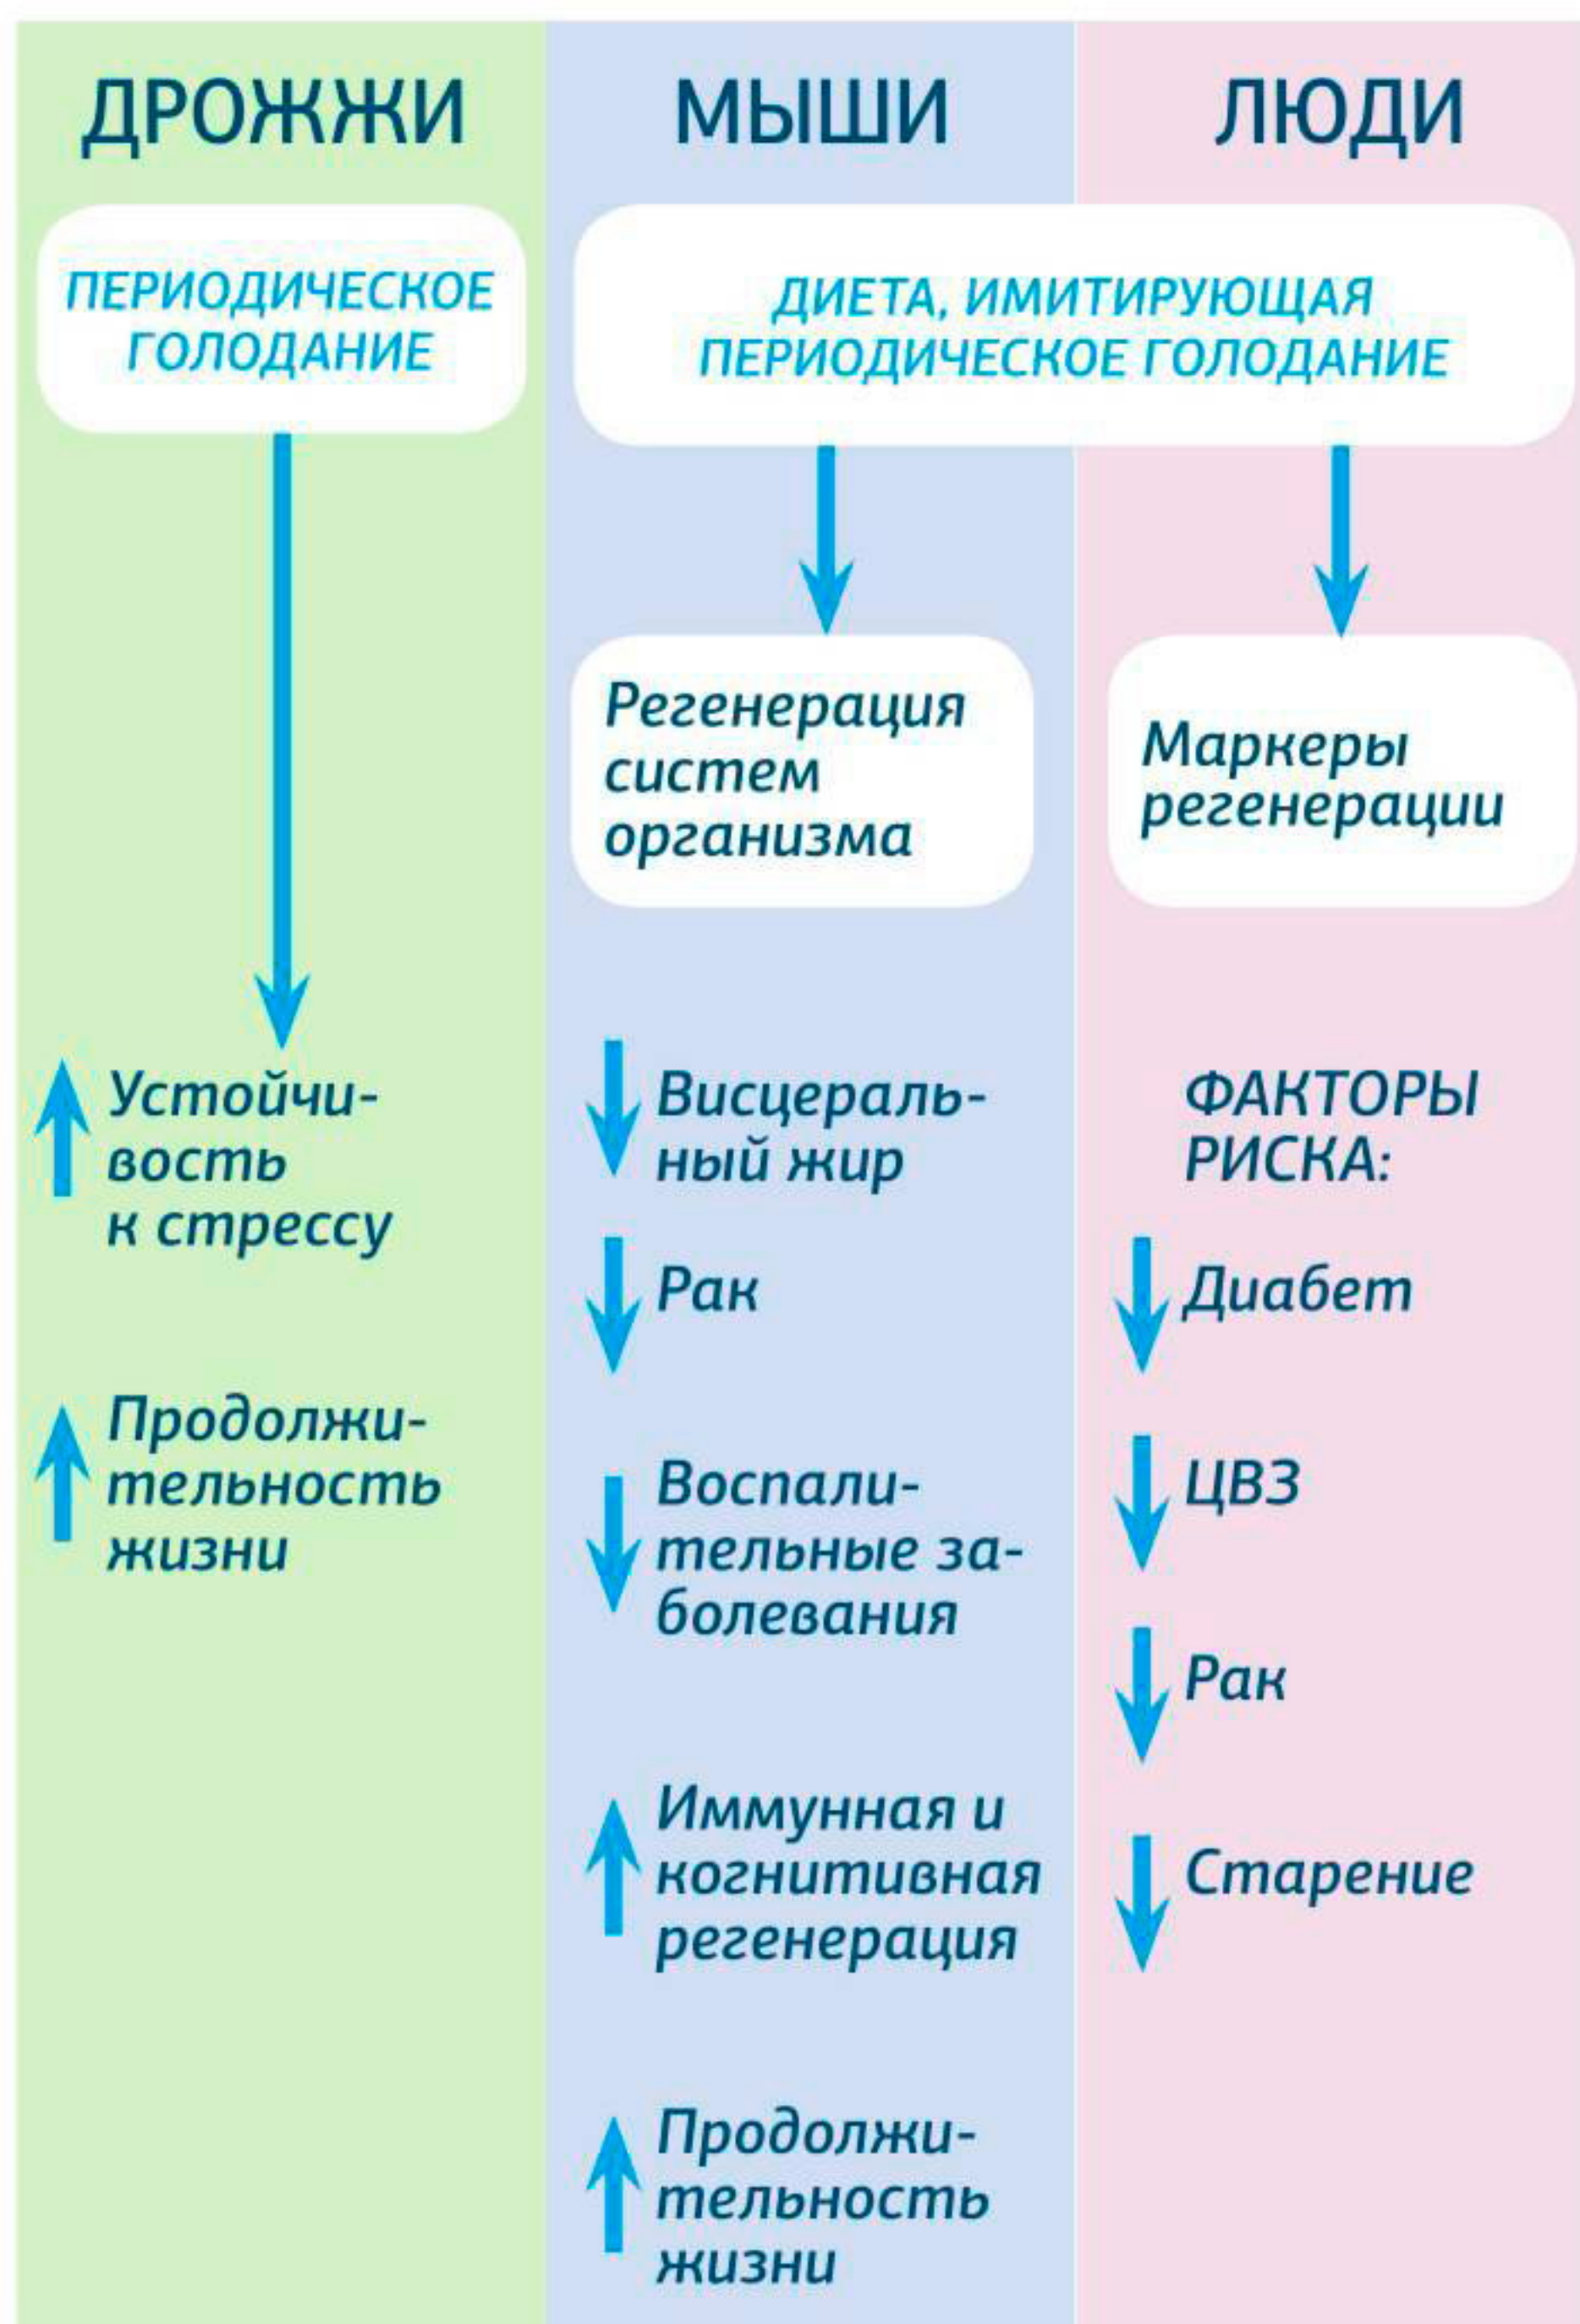 ДРОЖЖИ
ПЕРИОДИЧЕСКОЕ
ГОЛОДАНИЕ
Устойчи-
вость
к стрессу
Продолжи-
тельность
жизни
МЫШИ
ЛЮДИ
ДИЕТА, ИМИТИРУЮЩАЯ
ПЕРИОДИЧЕСКОЕ ГОЛОДАНИЕ
Регенерация
систем
организма
Висцераль-
ный жир
Рак
Воспали-
тельные за-
болевания
Иммунная и
когнитивная
регенерация
Продолжи-
тельность
жизни
Маркеры
регенерации
ФАКТОРЫ
РИСКА:
Диабет
ЦВЗ
Рак
Старение